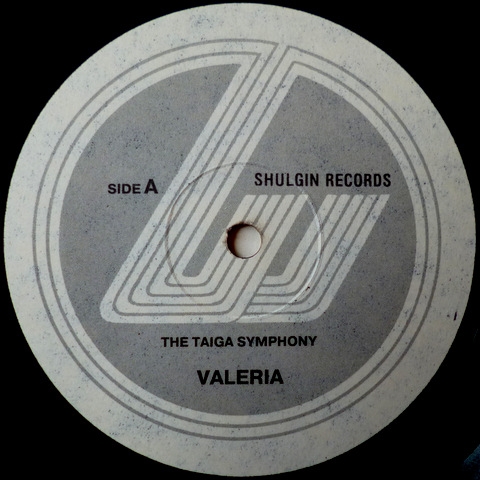 SIDE A
SHULGIN RECORDS
THE TAIGA SYMPHONY
VALERIA